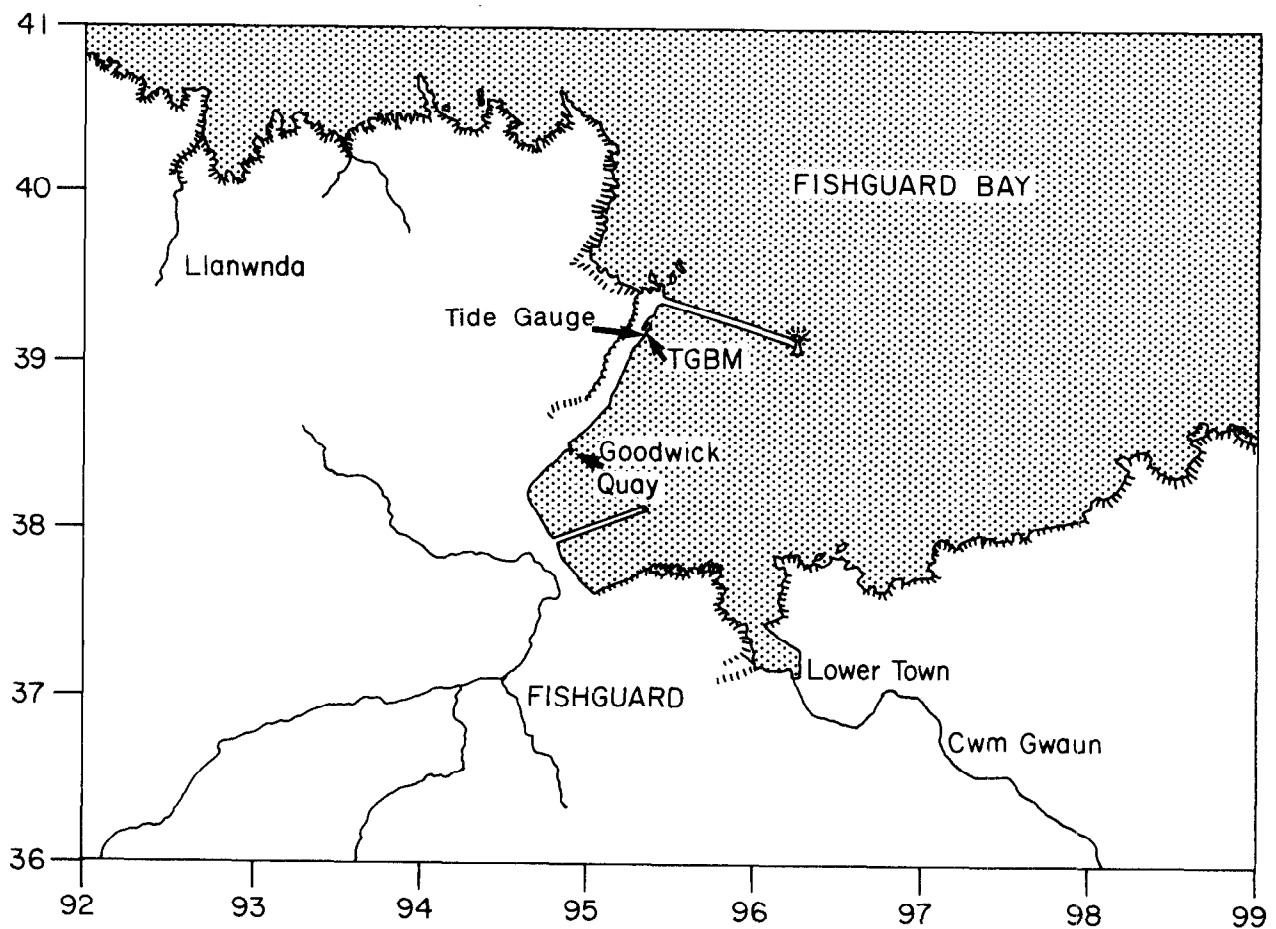 41
FISHGUARD BAY
40
Llanwnda
Tide Gauge
39
TGBM
Goodwick
Quay
38
Lower Town
37
FISHGUARD
Cwm Gwaun
36
92 93 94 95 96 97 98 99